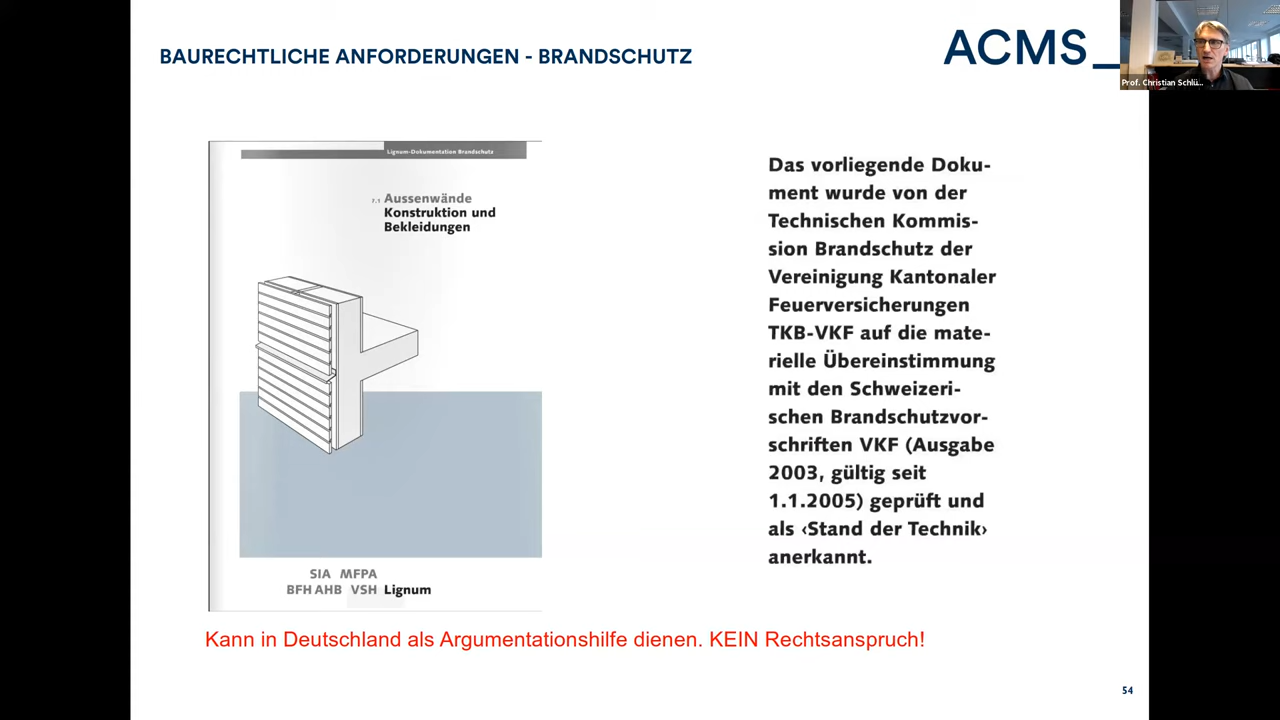 BAURECHTLICHE ANFORDERUNGEN - BRANDSCHUTZ
ACMS_
Prof. Christian Schlü...
Lignum-Dokumentation Brandschutz
7.1 Aussenwände
Konstruktion und
Bekleidungen
SIA MFPA
BFH AHB VSH Lignum
Das vorliegende Doku-
ment wurde von der
Technischen Kommis-
sion Brandschutz der
Vereinigung Kantonaler
Feuerversicherungen
TKB-VKF auf die mate-
rielle Übereinstimmung
mit den Schweizeri-
schen Brandschutzvor-
schriften VKF (Ausgabe
2003, gültig seit
1.1.2005) geprüft und
als ‹Stand der Technik›
anerkannt.
Kann in Deutschland als Argumentationshilfe dienen. KEIN Rechtsanspruch!
54